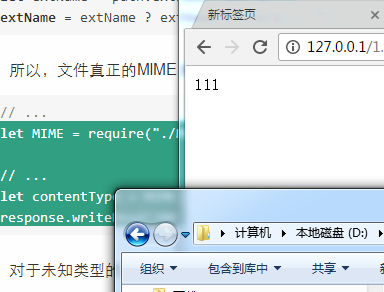 extName = extName ?
所以，文件真正的MIME
// ...
let MIME = require("./
// ...
let contentType
response.write
对于未知类型的
新标签页
127.0.0.1/1.
111
计算机
本地磁盘 (D:)
组织
包含到库中
共享